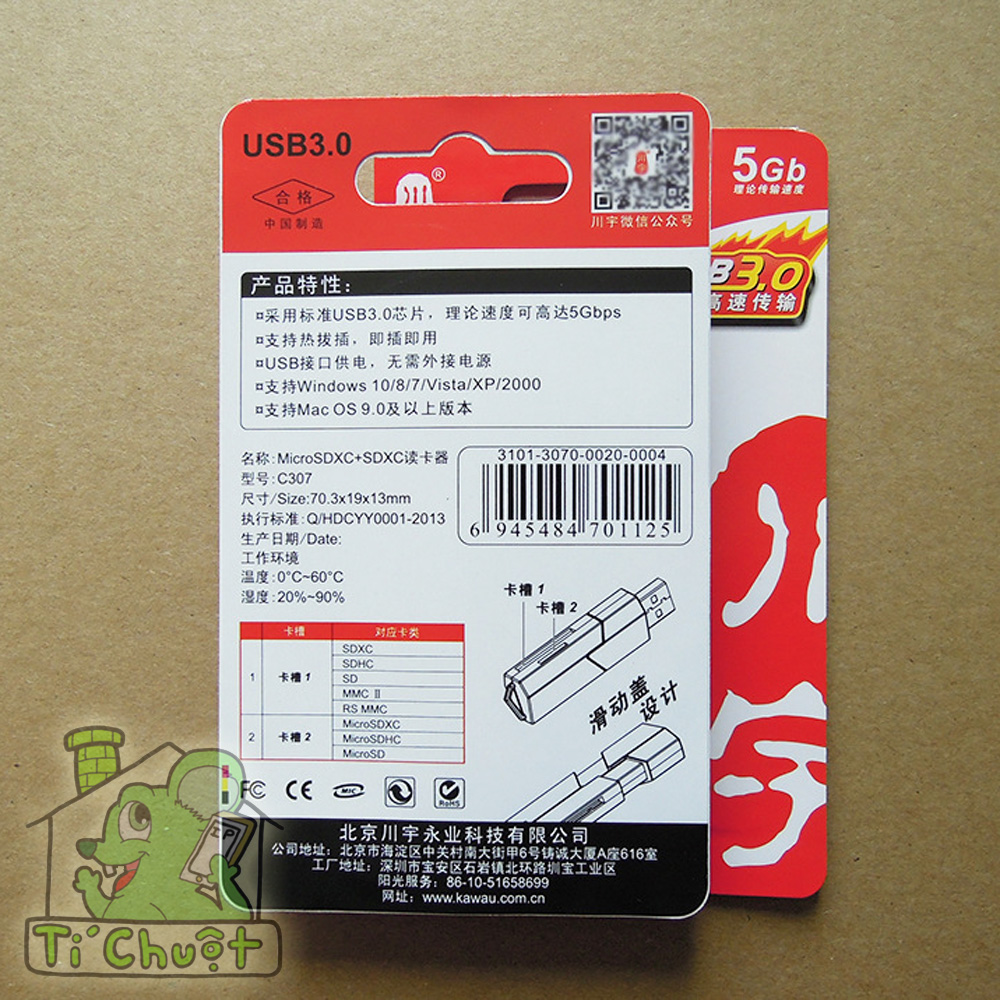 USB3.0
合格
中国制造
川®
川宇
川宇微信公众号
5Gb
理论传输速度
B3.0
高速传输
产品特性：
¤采用标准USB3.0芯片，理论速度可高达5Gbps
¤支持热拔插，即插即用
¤USB接口供电，无需外接电源
¤支持Windows 10/8/7/Vista/XP/2000
¤支持Mac OS 9.0及以上版本
名称：MicroSDXC+SDXC读卡器
型号：C307
尺寸/Size:70.3x19x13mm
执行标准：Q/HDCYY0001-2013
生产日期/Date:
工作环境
温度：0°C~60°C
湿度：20%~90%
3101-3070-0020-0004
6 945484 701125
卡槽 1
卡槽 2
滑动盖
设计
卡槽 对应卡类
1 卡槽 1
SDXC
SDHC
SD
MMC Ⅱ
RS MMC
2 卡槽 2
MicroSDXC
MicroSDHC
MicroSD
FC CE MIC RoHS
川宇
北京川宇永业科技有限公司
公司地址：北京市海淀区中关村南大街甲6号铸诚大厦A座616室
工厂地址：深圳市宝安区石岩镇北环路圳宝工业区
阳光服务：86-10-51658699
网址：www.kawau.com.cn
IP
Ti Chuột